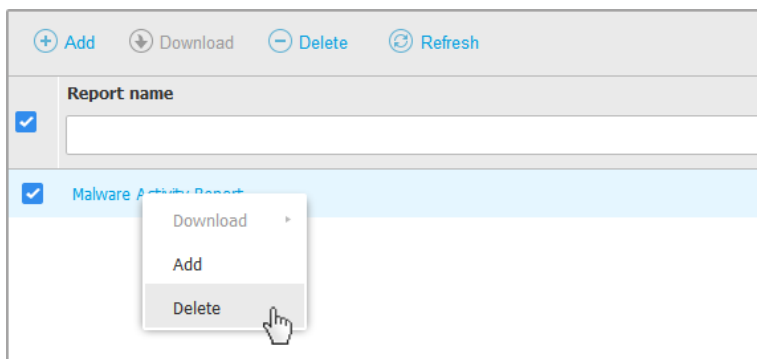 Add Download Delete Refresh
Report name
Malware Activity Report
Download
Add
Delete